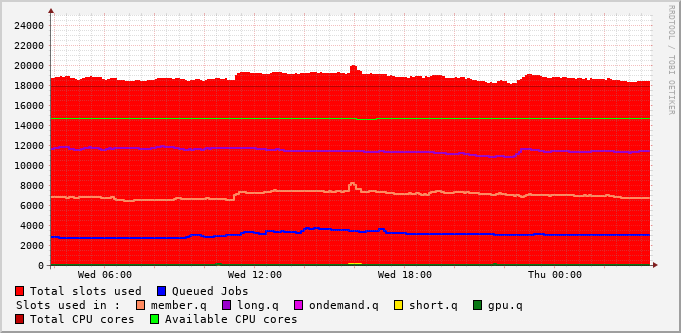 24000
22000
20000
18000
16000
14000
12000
10000
8000
6000
4000
2000
0
Wed 06:00 Wed 12:00 Wed 18:00 Thu 00:00
Total slots used Queued Jobs
Slots used in : member.q long.q ondemand.q short.q gpu.q
Total CPU cores Available CPU cores
RRDTOOL / TOBI OETIKER